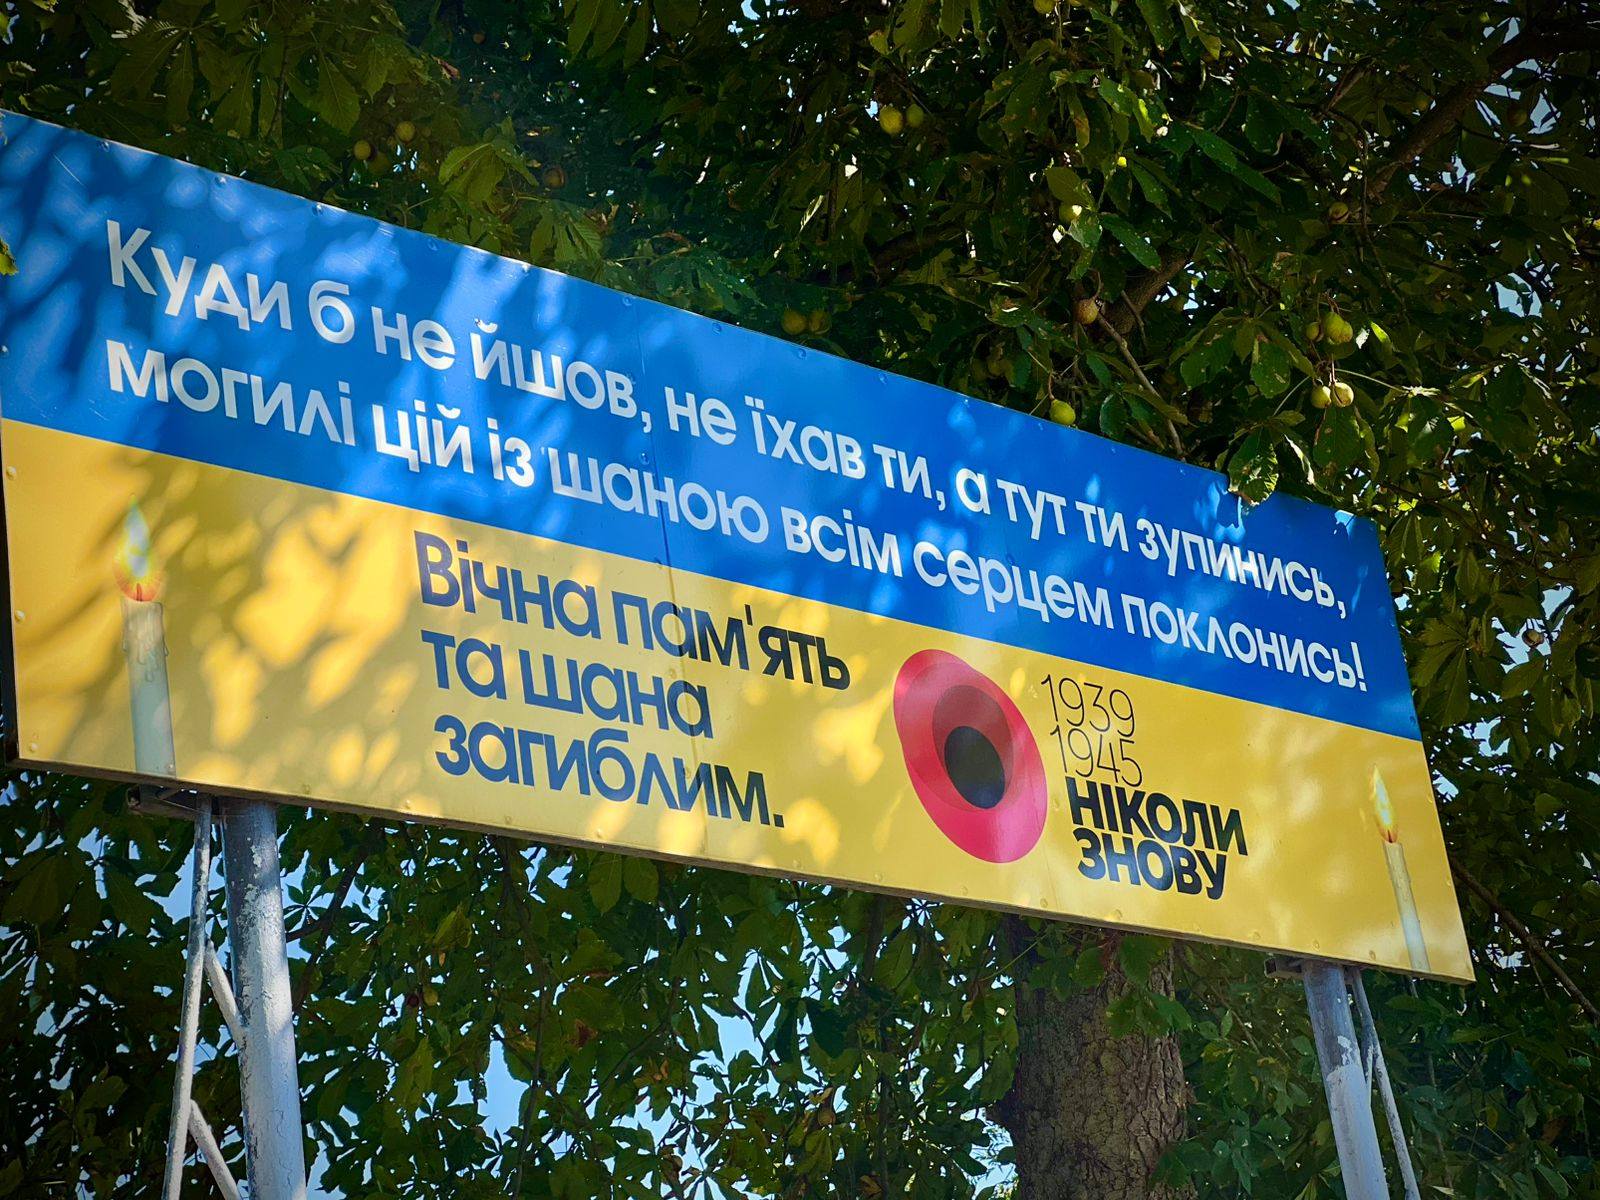 Куди б не йшов, не їхав ти, а тут ти зупинись,
могилі цій із шаною всім серцем поклонись!
Вічна пам'ять
та шана
загиблим.
1939
1945
НІКОЛИ
ЗНОВУ